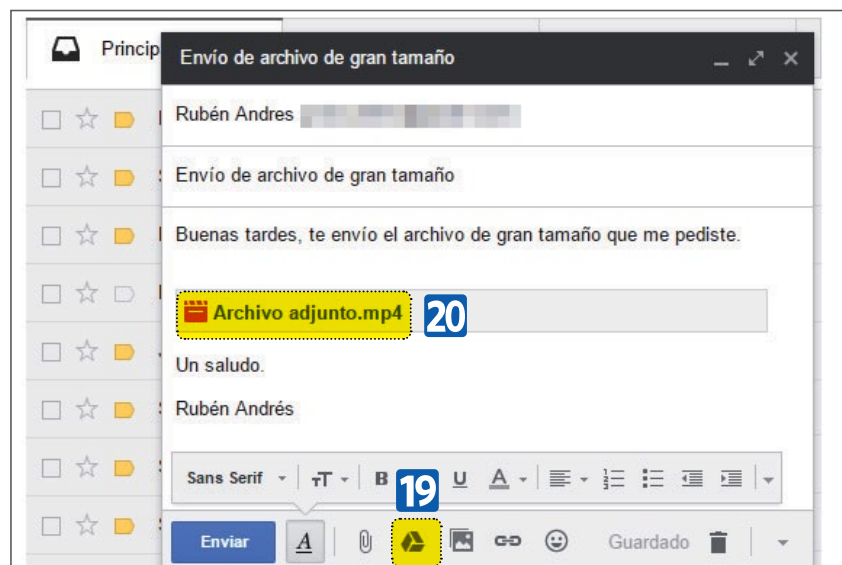 Princip
Envío de archivo de gran tamaño
Rubén Andres
Envío de archivo de gran tamaño
Buenas tardes, te envío el archivo de gran tamaño que me pediste.
Archivo adjunto.mp4 20
Un saludo.
Rubén Andrés
Sans Serif TT B 19 U A
Enviar A Guardado